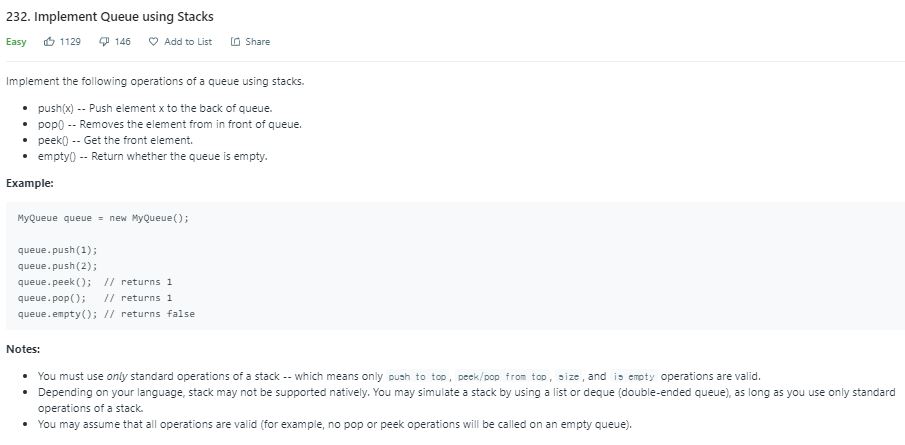 232. Implement Queue using Stacks
Easy 1129 146 Add to List Share
Implement the following operations of a queue using stacks.
• push(x) -- Push element x to the back of queue.
• pop() -- Removes the element from in front of queue.
• peek() -- Get the front element.
• empty() -- Return whether the queue is empty.
Example:
MyQueue queue = new MyQueue();
queue.push(1);
queue.push(2);
queue.peek();  // returns 1
queue.pop();   // returns 1
queue.empty(); // returns false
Notes:
• You must use only standard operations of a stack -- which means only push to top, peek/pop from top, size, and is empty operations are valid.
• Depending on your language, stack may not be supported natively. You may simulate a stack by using a list or deque (double-ended queue), as long as you use only standard
operations of a stack.
• You may assume that all operations are valid (for example, no pop or peek operations will be called on an empty queue).